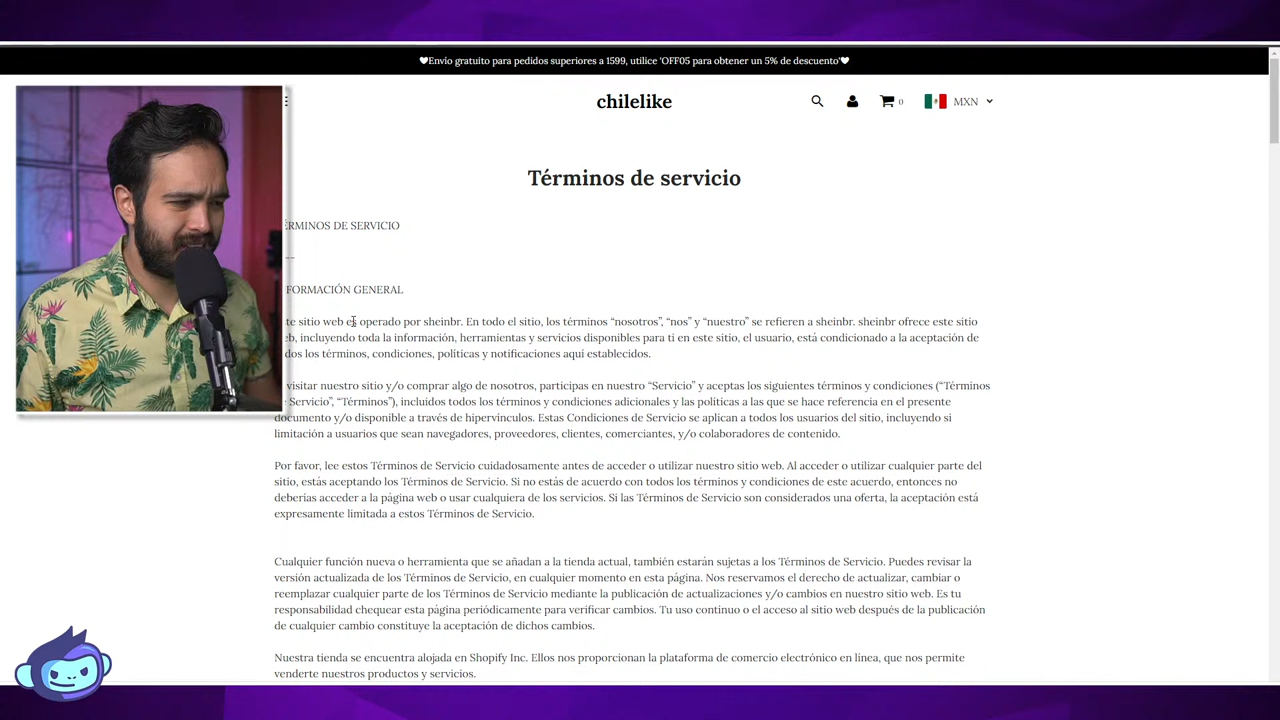 🖤Envío gratuito para pedidos superiores a 1599, utilice 'OFF05 para obtener un 5% de descuento'🖤
chilelike
0
MXN
Términos de servicio
ÉRMINOS DE SERVICIO
--
FORMACIÓN GENERAL
te sitio web es operado por sheinbr. En todo el sitio, los términos “nosotros”, “nos” y “nuestro” se refieren a sheinbr. sheinbr ofrece este sitio
eb, incluyendo toda la información, herramientas y servicios disponibles para ti en este sitio, el usuario, está condicionado a la aceptación de
dos los términos, condiciones, políticas y notificaciones aquí establecidos.
visitar nuestro sitio y/o comprar algo de nosotros, participas en nuestro “Servicio” y aceptas los siguientes términos y condiciones (“Términos
e Servicio”, “Términos”), incluidos todos los términos y condiciones adicionales y las políticas a las que se hace referencia en el presente
documento y/o disponible a través de hipervínculos. Estas Condiciones de Servicio se aplican a todos los usuarios del sitio, incluyendo si
limitación a usuarios que sean navegadores, proveedores, clientes, comerciantes, y/o colaboradores de contenido.
Por favor, lee estos Términos de Servicio cuidadosamente antes de acceder o utilizar nuestro sitio web. Al acceder o utilizar cualquier parte del
sitio, estás aceptando los Términos de Servicio. Si no estás de acuerdo con todos los términos y condiciones de este acuerdo, entonces no
deberías acceder a la página web o usar cualquiera de los servicios. Si las Términos de Servicio son considerados una oferta, la aceptación está
expresamente limitada a estos Términos de Servicio.
Cualquier función nueva o herramienta que se añadan a la tienda actual, también estarán sujetas a los Términos de Servicio. Puedes revisar la
versión actualizada de los Términos de Servicio, en cualquier momento en esta página. Nos reservamos el derecho de actualizar, cambiar o
reemplazar cualquier parte de los Términos de Servicio mediante la publicación de actualizaciones y/o cambios en nuestro sitio web. Es tu
responsabilidad chequear esta página periódicamente para verificar cambios. Tu uso continuo o el acceso al sitio web después de la publicación
de cualquier cambio constituye la aceptación de dichos cambios.
Nuestra tienda se encuentra alojada en Shopify Inc. Ellos nos proporcionan la plataforma de comercio electrónico en línea, que nos permite
venderte nuestros productos y servicios.